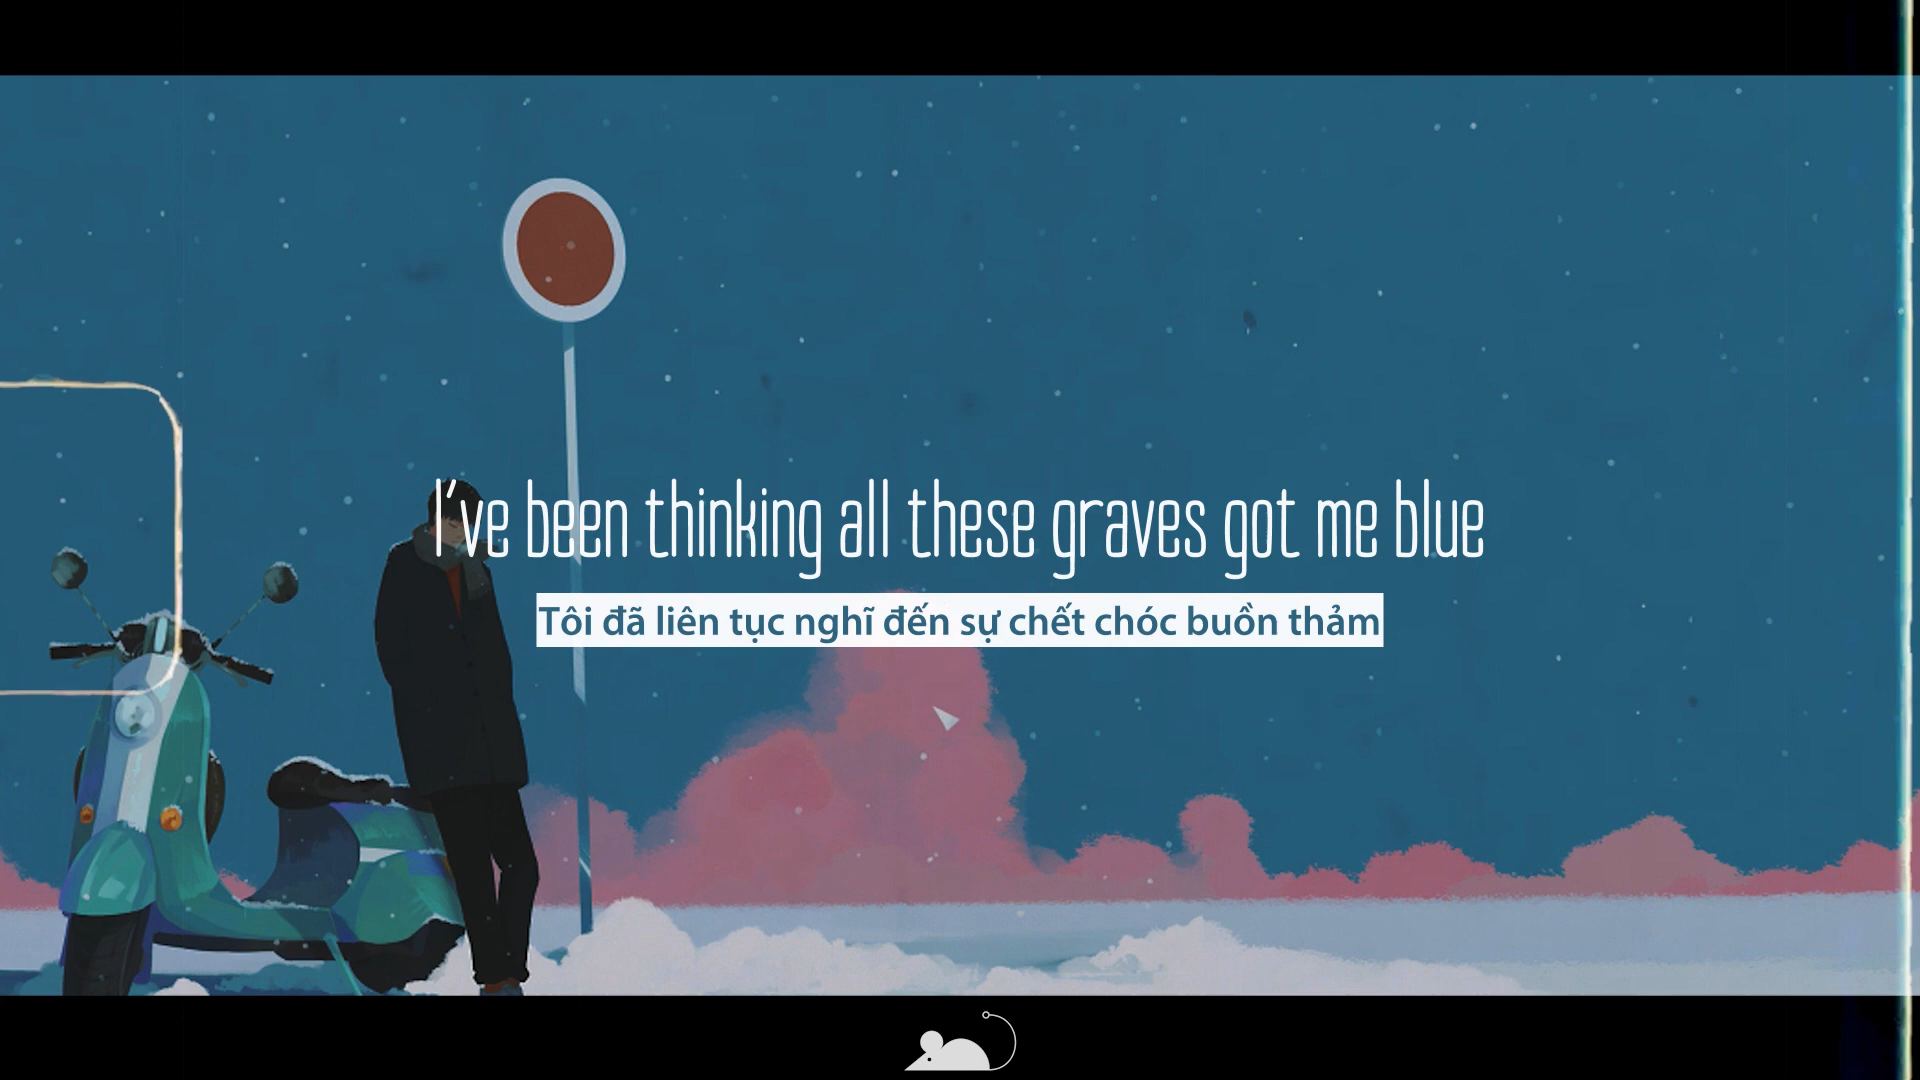 I've been thinking all these graves got me blue
Tôi đã liên tục nghĩ đến sự chết chóc buồn thảm